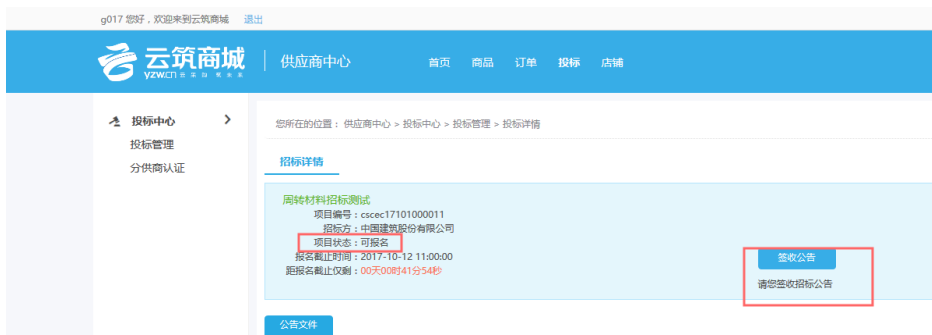 g017 您好，欢迎来到云筑商城 退出
云筑商城
yzw.cn
供应商中心
首页 商品 订单 投标 店铺
投标中心
投标管理
分供商认证
您所在的位置： 供应商中心 > 投标中心 > 投标管理 > 投标详情
招标详情
周转材料招标测试
项目编号：cscec17101000011
招标方：中国建筑股份有限公司
项目状态：可报名
报名截止时间：2017-10-12 11:00:00
距报名截止仅剩：00天00时41分54秒
签收公告
请您签收招标公告
公告文件